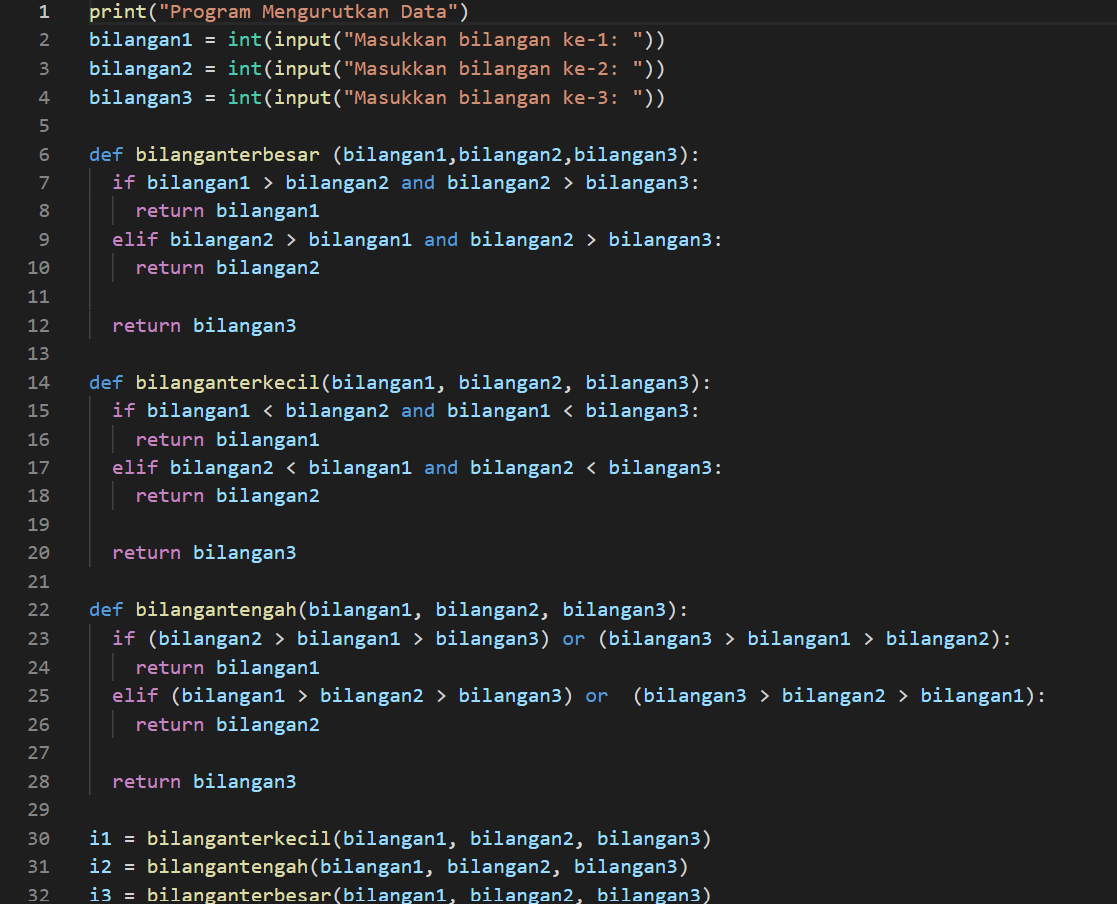 1 print("Program Mengurutkan Data")
2 bilangan1 = int(input("Masukkan bilangan ke-1: "))
3 bilangan2 = int(input("Masukkan bilangan ke-2: "))
4 bilangan3 = int(input("Masukkan bilangan ke-3: "))
5
6 def bilanganterbesar (bilangan1,bilangan2,bilangan3):
7   if bilangan1 > bilangan2 and bilangan2 > bilangan3:
8     return bilangan1
9   elif bilangan2 > bilangan1 and bilangan2 > bilangan3:
10     return bilangan2
11
12   return bilangan3
13
14 def bilanganterkecil(bilangan1, bilangan2, bilangan3):
15   if bilangan1 < bilangan2 and bilangan1 < bilangan3:
16     return bilangan1
17   elif bilangan2 < bilangan1 and bilangan2 < bilangan3:
18     return bilangan2
19
20   return bilangan3
21
22 def bilangantengah(bilangan1, bilangan2, bilangan3):
23   if (bilangan2 > bilangan1 > bilangan3) or (bilangan3 > bilangan1 > bilangan2):
24     return bilangan1
25   elif (bilangan1 > bilangan2 > bilangan3) or  (bilangan3 > bilangan2 > bilangan1):
26     return bilangan2
27
28   return bilangan3
29
30 i1 = bilanganterkecil(bilangan1, bilangan2, bilangan3)
31 i2 = bilangantengah(bilangan1, bilangan2, bilangan3)
32 i3 = bilanganterbesar(bilangan1, bilangan2, bilangan3)